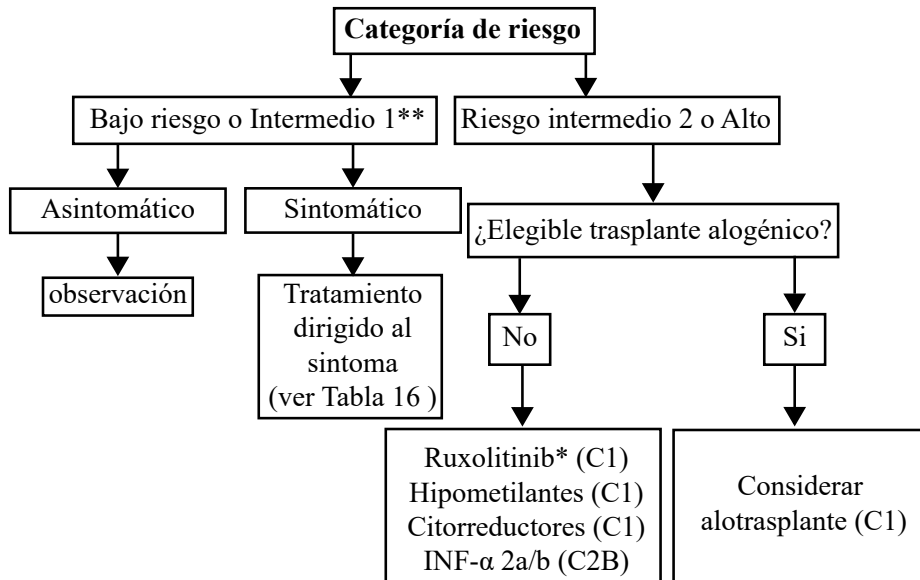 Categoría de riesgo
Bajo riesgo o Intermedio 1**
Riesgo intermedio 2 o Alto
Asintomático
Sintomático
¿Elegible trasplante alogénico?
observación
Tratamiento
dirigido al
sintoma
(ver Tabla 16 )
No
Si
Ruxolitinib* (C1)
Hipometilantes (C1)
Citorreductores (C1)
INF-α 2a/b (C2B)
Considerar
alotrasplante (C1)